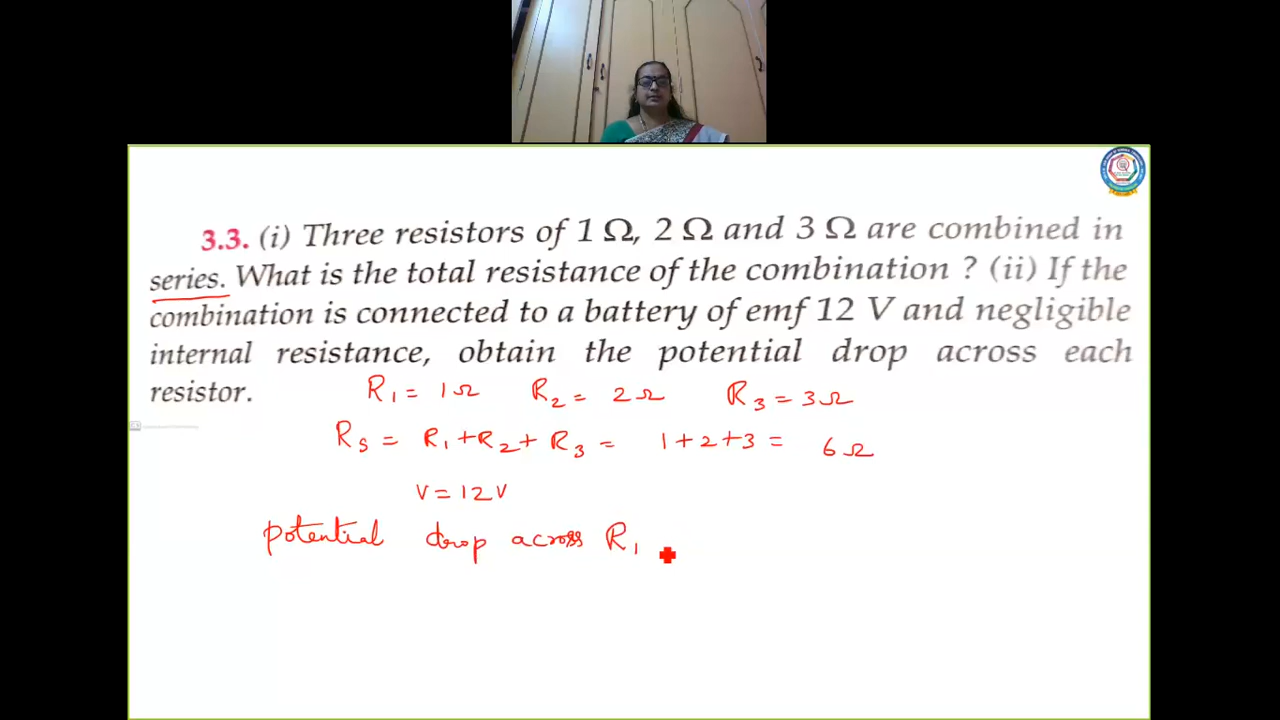 3.3. (i) Three resistors of 1 Ω, 2 Ω and 3 Ω are combined in
series. What is the total resistance of the combination ? (ii) If the
combination is connected to a battery of emf 12 V and negligible
internal resistance, obtain the potential drop across each
resistor.
R₁ = 1Ω R₂ = 2Ω R₃ = 3Ω
Rs = R₁+R₂+R₃ = 1+2+3 = 6Ω
V = 12V
potential drop across R₁